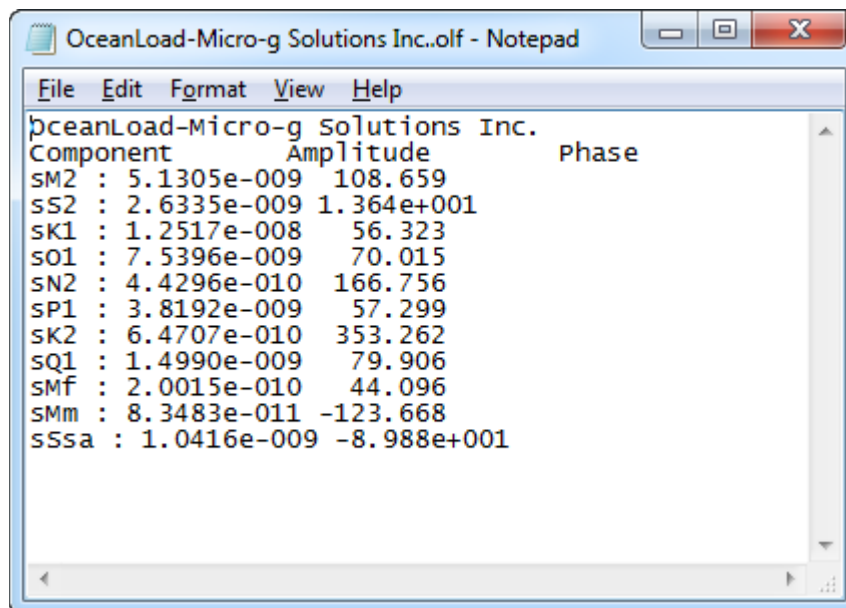 OceanLoad-Micro-g Solutions Inc..olf - Notepad
File Edit Format View Help
OceanLoad-Micro-g Solutions Inc.
Component Amplitude Phase
sM2 : 5.1305e-009 108.659
sS2 : 2.6335e-009 1.364e+001
sK1 : 1.2517e-008 56.323
sO1 : 7.5396e-009 70.015
sN2 : 4.4296e-010 166.756
sP1 : 3.8192e-009 57.299
sK2 : 6.4707e-010 353.262
sQ1 : 1.4990e-009 79.906
sMf : 2.0015e-010 44.096
sMm : 8.3483e-011 -123.668
sSsa : 1.0416e-009 -8.988e+001